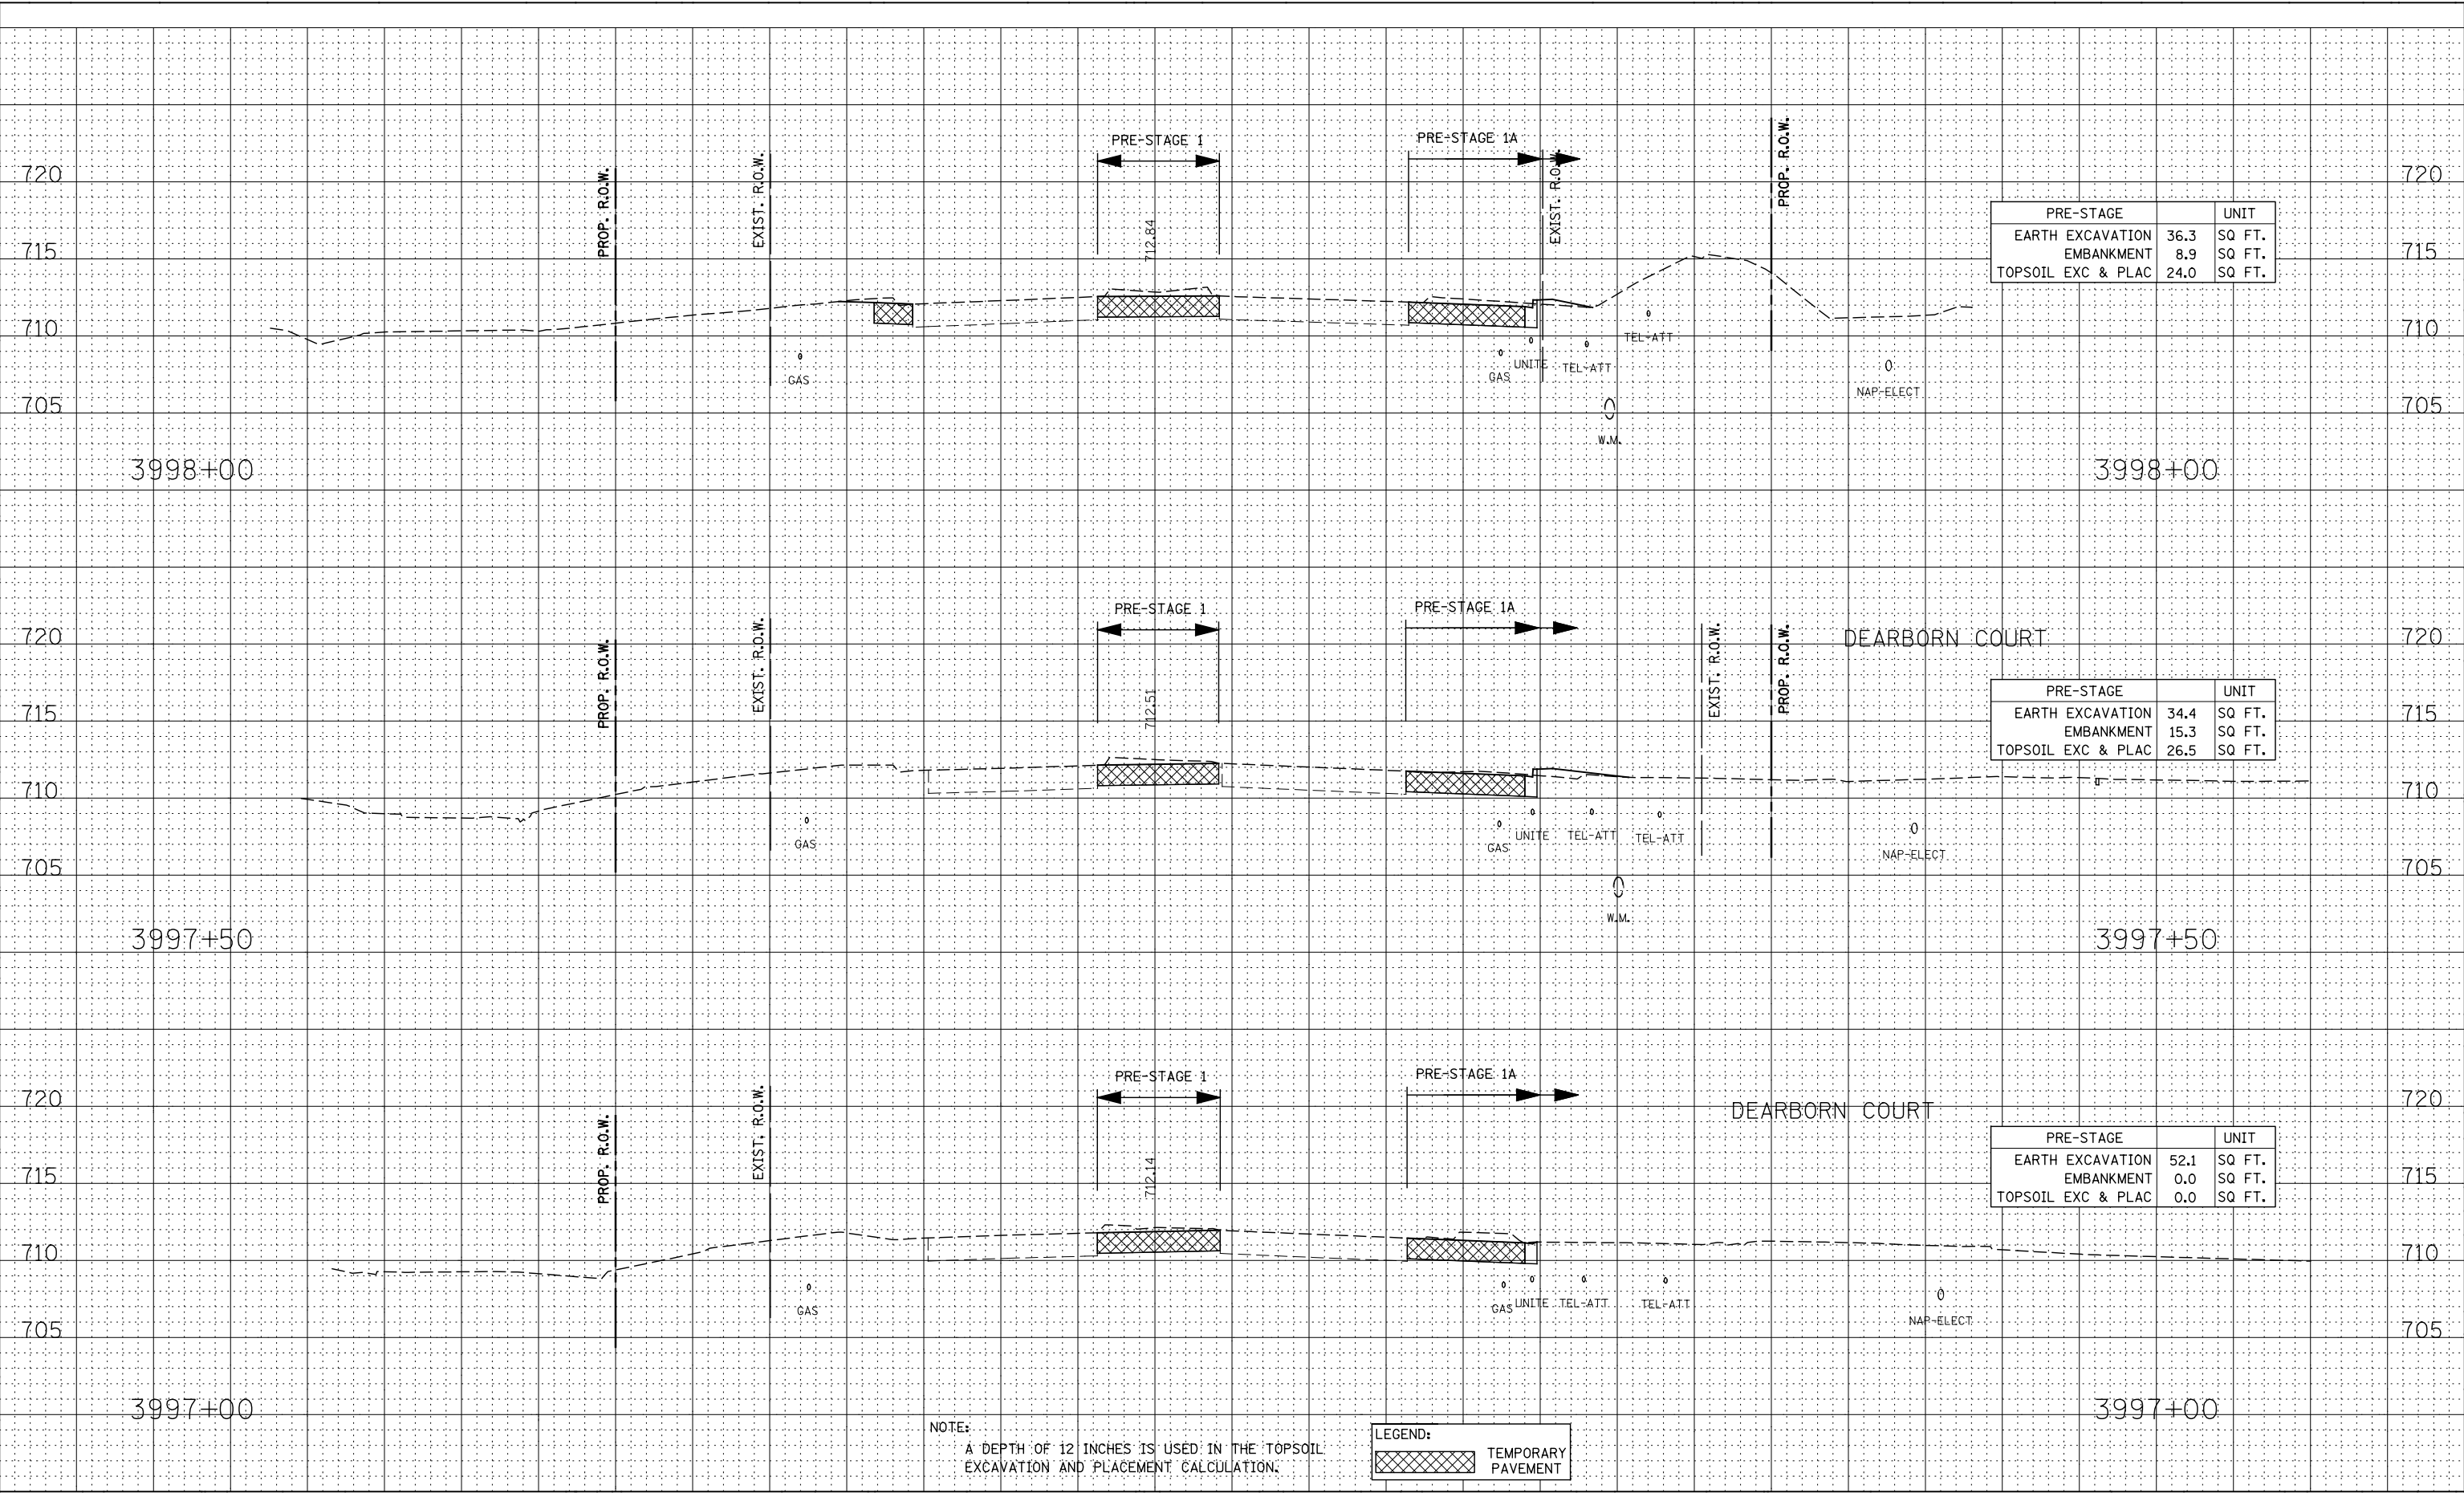 PRE-STAGE 1
PRE-STAGE 1A
PROP. R.O.W.
EXIST. R.O.W.
712.84
EXIST. R.O.W.
PROP. R.O.W.
720
720
715
715
710
710
705
705
PRE-STAGE UNIT
EARTH EXCAVATION 36.3 SQ FT.
EMBANKMENT 8.9 SQ FT.
TOPSOIL EXC & PLAC 24.0 SQ FT.
GAS
GAS
UNITE
TEL-ATT
TEL-ATT
NAP-ELECT
W.M.
3998+00
3998+00
PRE-STAGE 1
PRE-STAGE 1A
PROP. R.O.W.
EXIST. R.O.W.
712.51
EXIST. R.O.W.
PROP. R.O.W.
DEARBORN COURT
720
720
715
715
710
710
705
705
PRE-STAGE UNIT
EARTH EXCAVATION 34.4 SQ FT.
EMBANKMENT 15.3 SQ FT.
TOPSOIL EXC & PLAC 26.5 SQ FT.
GAS
GAS
UNITE
TEL-ATT
TEL-ATT
NAP-ELECT
W.M.
3997+50
3997+50
PRE-STAGE 1
PRE-STAGE 1A
PROP. R.O.W.
EXIST. R.O.W.
712.14
DEARBORN COURT
720
720
715
715
710
710
705
705
PRE-STAGE UNIT
EARTH EXCAVATION 52.1 SQ FT.
EMBANKMENT 0.0 SQ FT.
TOPSOIL EXC & PLAC 0.0 SQ FT.
GAS
GAS
UNITE
TEL-ATT
TEL-ATT
NAP-ELECT
3997+00
3997+00
NOTE:
A DEPTH OF 12 INCHES IS USED IN THE TOPSOIL
EXCAVATION AND PLACEMENT CALCULATION.
LEGEND:
TEMPORARY
PAVEMENT